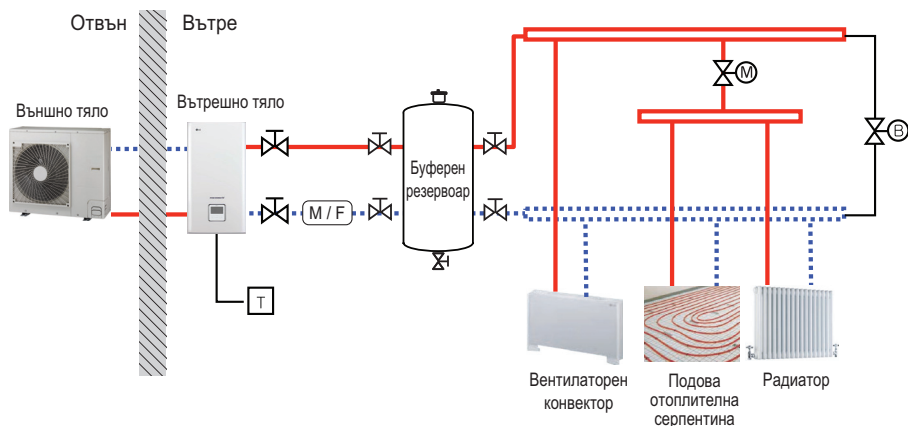 Отвън
Вътре
Външно тяло
Вътрешно тяло
Буферен
резервоар
M / F
T
M
B
Вентилаторен
конвектор
Подова
отоплителна
серпентина
Радиатор